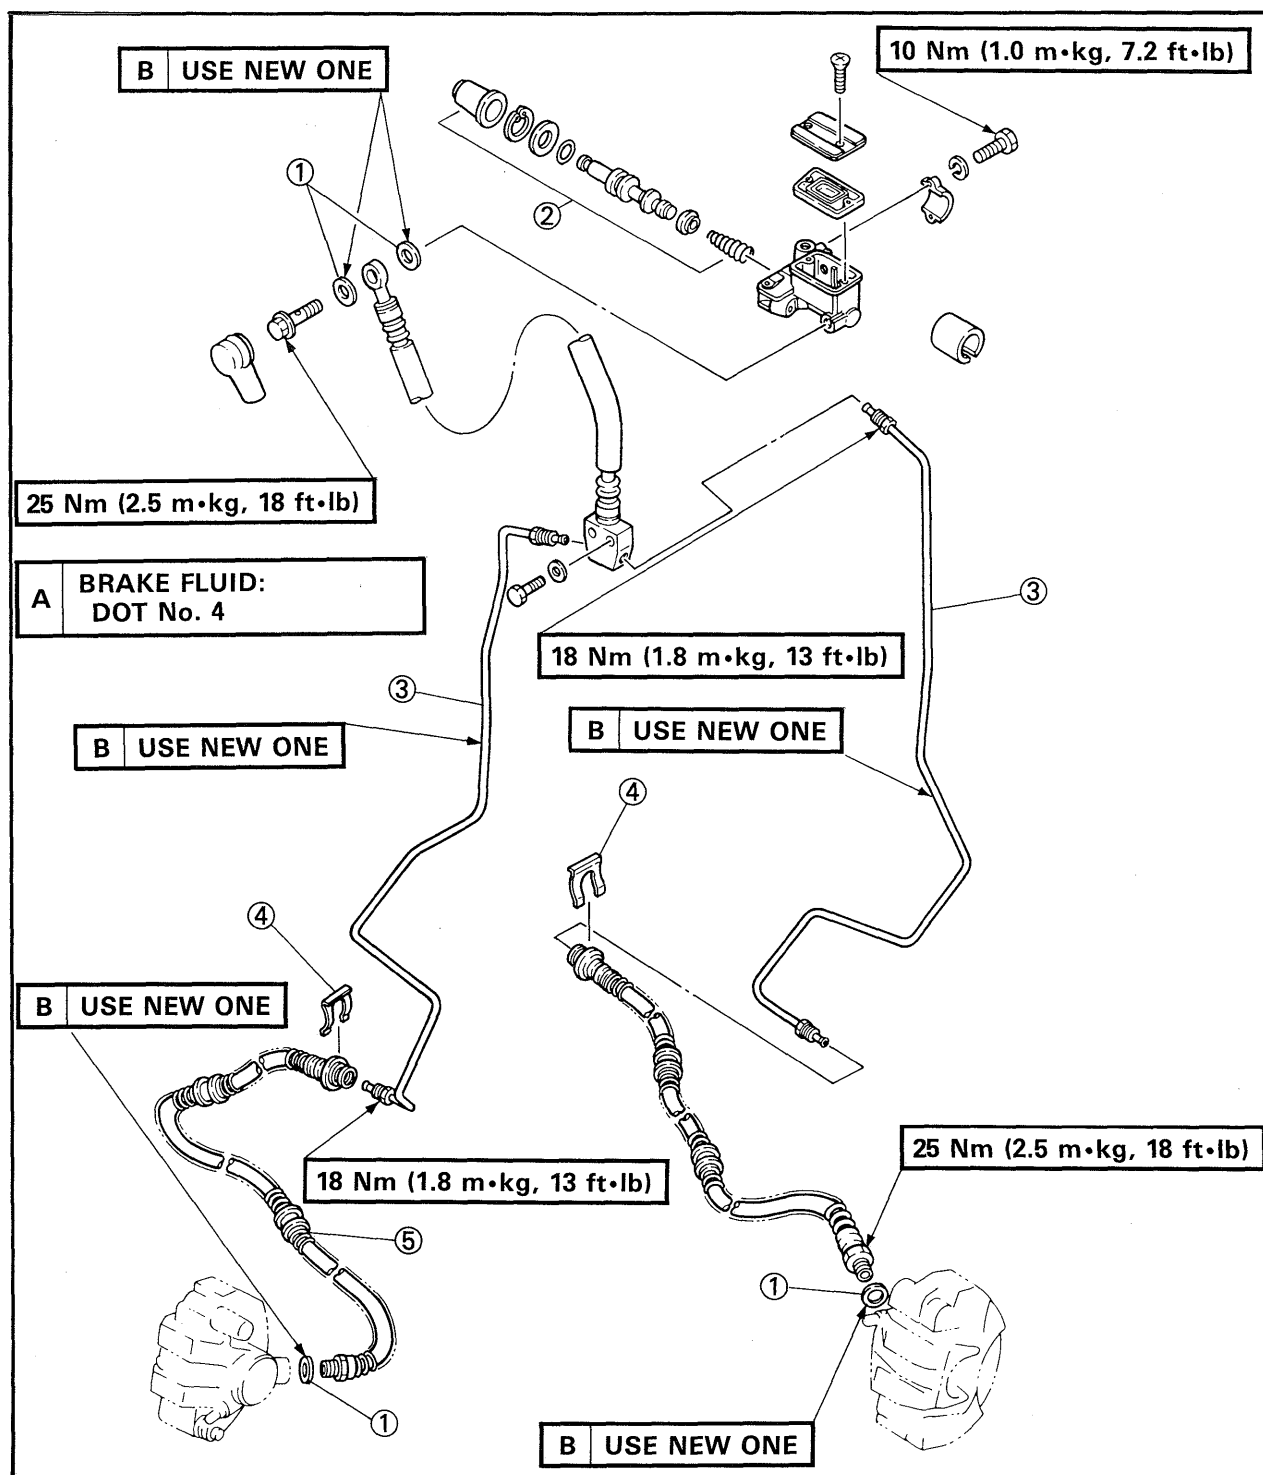 B USE NEW ONE
10 Nm (1.0 m•kg, 7.2 ft•lb)
①
②
25 Nm (2.5 m•kg, 18 ft•lb)
A BRAKE FLUID:
DOT No. 4
③
18 Nm (1.8 m•kg, 13 ft•lb)
③
B USE NEW ONE
B USE NEW ONE
④
④
B USE NEW ONE
25 Nm (2.5 m•kg, 18 ft•lb)
18 Nm (1.8 m•kg, 13 ft•lb)
⑤
①
①
B USE NEW ONE